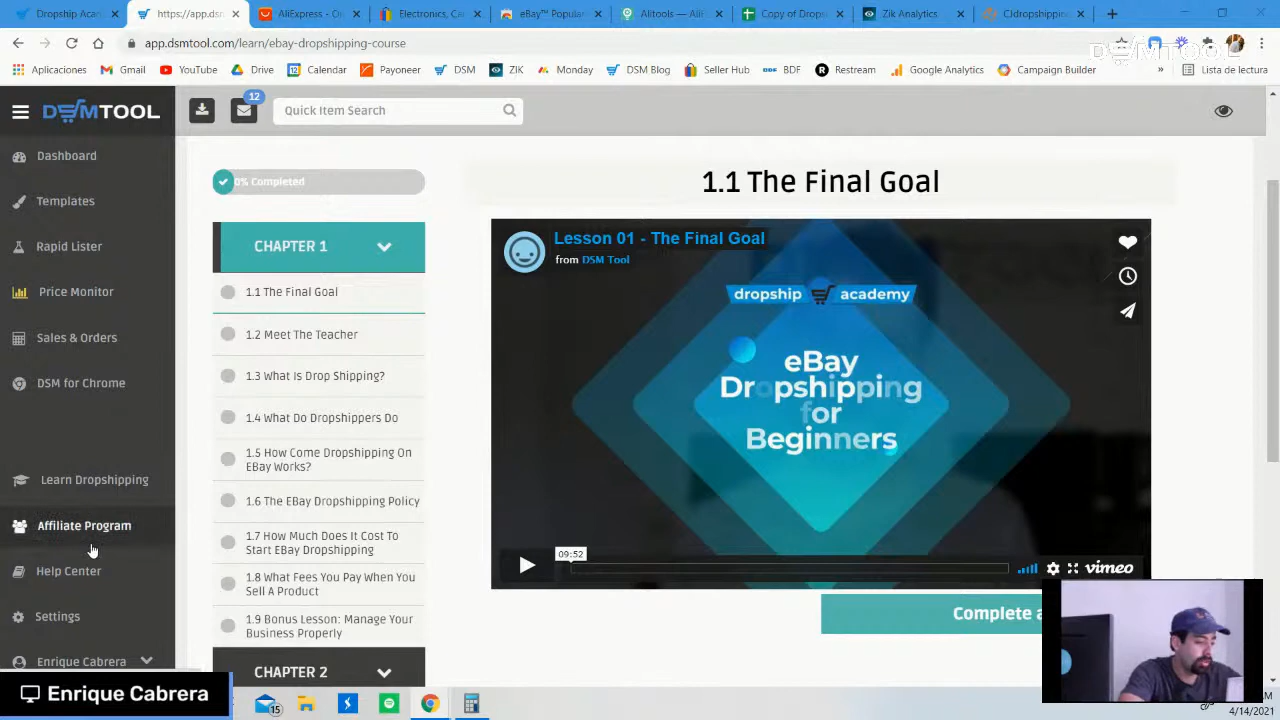 Dropship Aca
https://app.ds
AliExpress - O
Electronics, Ca
eBay™ Popula
Alitools — Ali
Copy of Drops
Zik Analytics
CJdropshippin
app.dsmtool.com/learn/ebay-dropshipping-course
Aplicaciones
Gmail
YouTube
Drive
Calendar
Payoneer
DSM
ZIK
Monday
DSM Blog
Seller Hub
BDF
Restream
Google Analytics
Campaign Builder
»
Lista de lectura
DSMTOOL
DSMTOOL
12
Quick Item Search
Dashboard
Templates
Rapid Lister
Price Monitor
Sales & Orders
DSM for Chrome
Learn Dropshipping
Affiliate Program
Help Center
Settings
Enrique Cabrera
0% Completed
CHAPTER 1
1.1 The Final Goal
1.2 Meet The Teacher
1.3 What Is Drop Shipping?
1.4 What Do Dropshippers Do
1.5 How Come Dropshipping On
EBay Works?
1.6 The EBay Dropshipping Policy
1.7 How Much Does It Cost To
Start EBay Dropshipping
1.8 What Fees You Pay When You
Sell A Product
1.9 Bonus Lesson: Manage Your
Business Properly
CHAPTER 2
1.1 The Final Goal
Lesson 01 - The Final Goal
from DSM Tool
dropship academy
eBay
Dropshipping
for
Beginners
09:52
vimeo
Complete a
Enrique Cabrera
15
4/14/2021